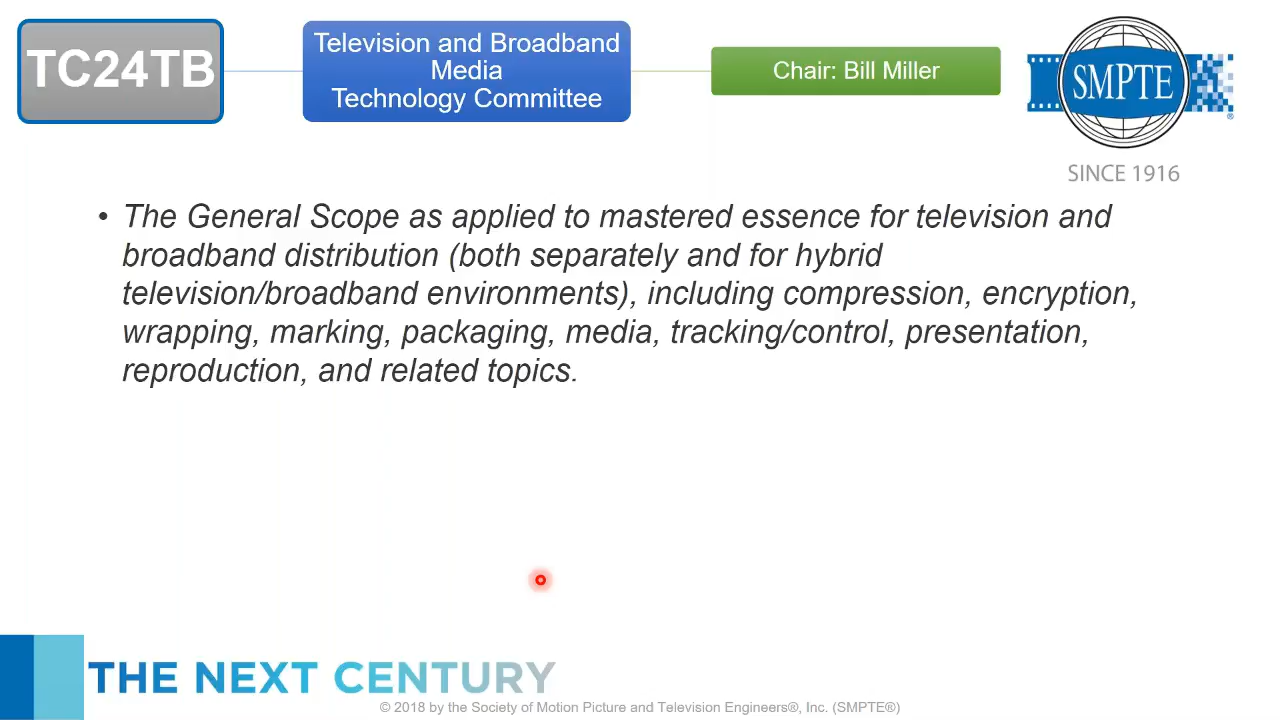 TC24TB
Television and Broadband
Media
Technology Committee
Chair: Bill Miller
SMPTE
®
SINCE 1916
• The General Scope as applied to mastered essence for television and
broadband distribution (both separately and for hybrid
television/broadband environments), including compression, encryption,
wrapping, marking, packaging, media, tracking/control, presentation,
reproduction, and related topics.
THE NEXT CENTURY
© 2018 by the Society of Motion Picture and Television Engineers®, Inc. (SMPTE®)